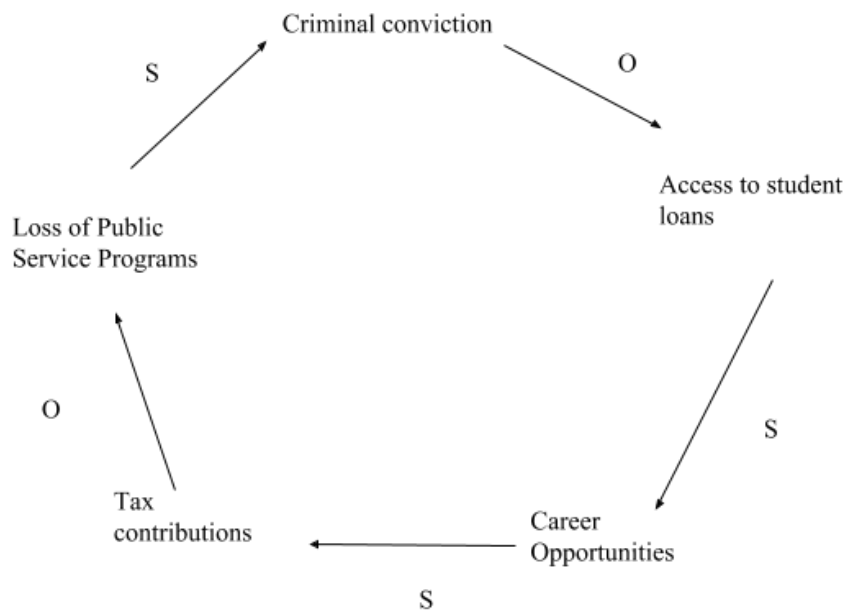 Criminal conviction
O
Access to student
loans
S
Career
Opportunities
S
Tax
contributions
O
Loss of Public
Service Programs
S